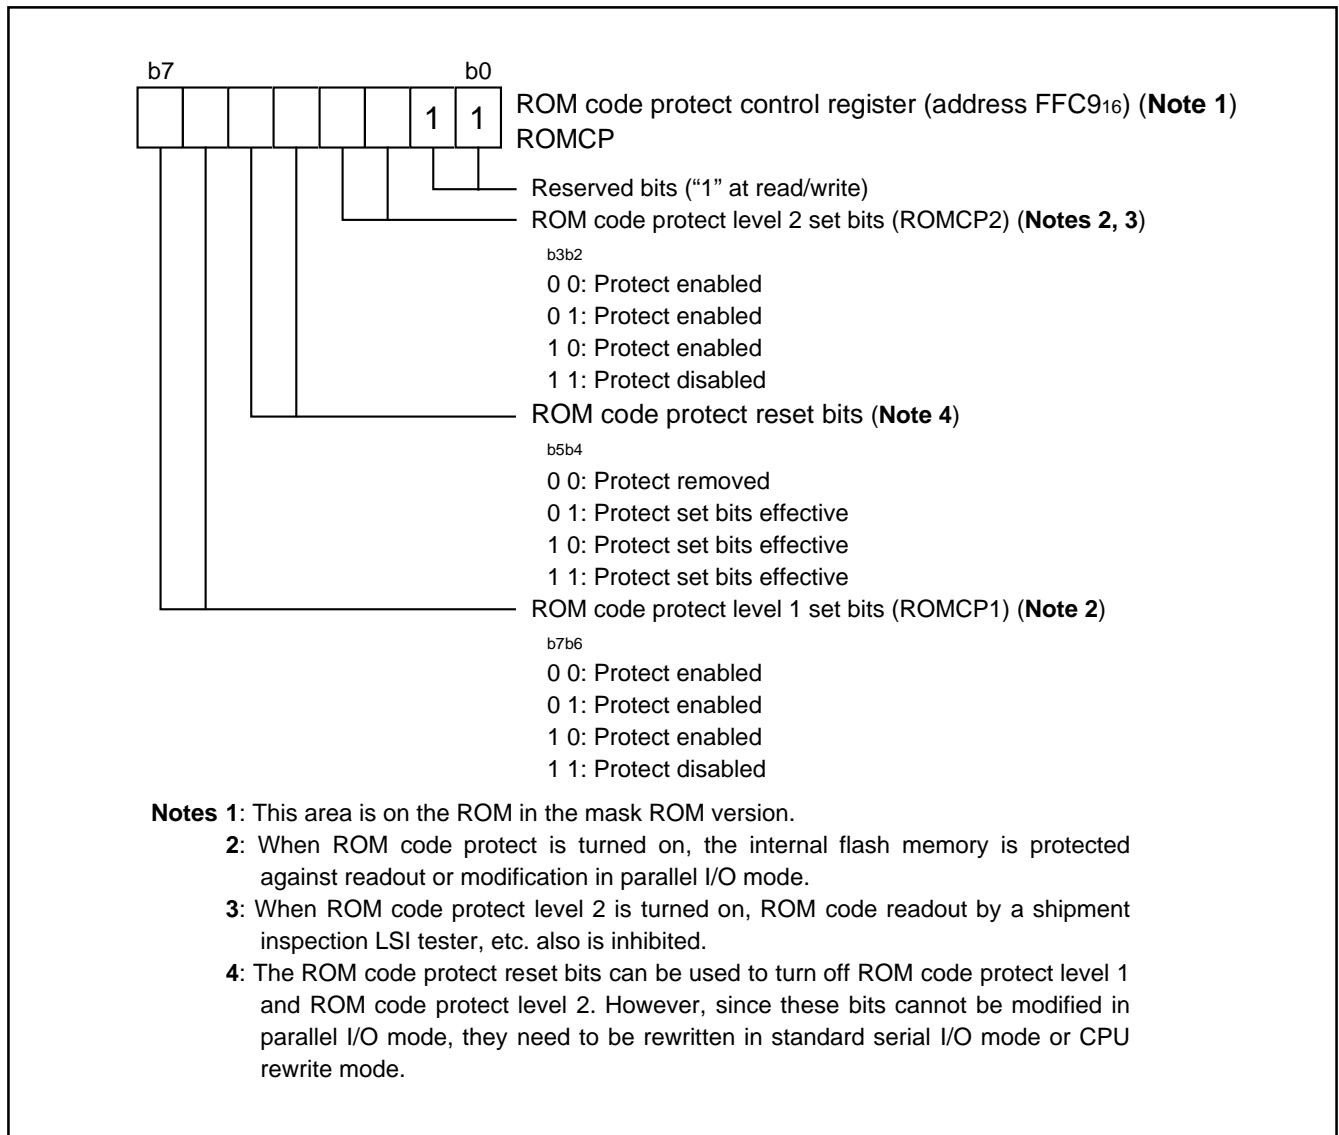 b7 b0
1 1
ROM code protect control register (address FFC916) (Note 1)
ROMCP
Reserved bits (“1” at read/write)
ROM code protect level 2 set bits (ROMCP2) (Notes 2, 3)
b3b2
0 0: Protect enabled
0 1: Protect enabled
1 0: Protect enabled
1 1: Protect disabled
ROM code protect reset bits (Note 4)
b5b4
0 0: Protect removed
0 1: Protect set bits effective
1 0: Protect set bits effective
1 1: Protect set bits effective
ROM code protect level 1 set bits (ROMCP1) (Note 2)
b7b6
0 0: Protect enabled
0 1: Protect enabled
1 0: Protect enabled
1 1: Protect disabled
Notes 1: This area is on the ROM in the mask ROM version.
2: When ROM code protect is turned on, the internal flash memory is protected
against readout or modification in parallel I/O mode.
3: When ROM code protect level 2 is turned on, ROM code readout by a shipment
inspection LSI tester, etc. also is inhibited.
4: The ROM code protect reset bits can be used to turn off ROM code protect level 1
and ROM code protect level 2. However, since these bits cannot be modified in
parallel I/O mode, they need to be rewritten in standard serial I/O mode or CPU
rewrite mode.